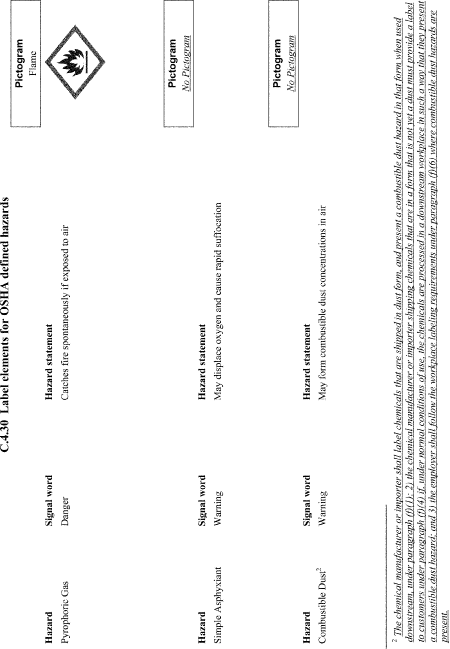 C.4.30 Label elements for OSHA defined hazards
Hazard Signal word Hazard statement Pictogram
Pyrophoric Gas Danger Catches fire spontaneously if exposed to air Flame
Hazard Signal word Hazard statement Pictogram
Simple Asphyxiant Warning May displace oxygen and cause rapid suffocation No Pictogram
Hazard Signal word Hazard statement Pictogram
Combustible Dust² Warning May form combustible dust concentrations in air No Pictogram
² The chemical manufacturer or importer shall label chemicals that are shipped in dust form, and present a combustible dust hazard in that form when used
downstream, under paragraph (f)(1); 2) the chemical manufacturer or importer shipping chemicals that are in a form that is not yet a dust must provide a label
to customers under paragraph (f)(4) if, under normal conditions of use, the chemicals are processed in a downstream workplace in such a way that they present
a combustible dust hazard; and 3) the employer shall follow the workplace labeling requirements under paragraph (f)(6) where combustible dust hazards are
present.